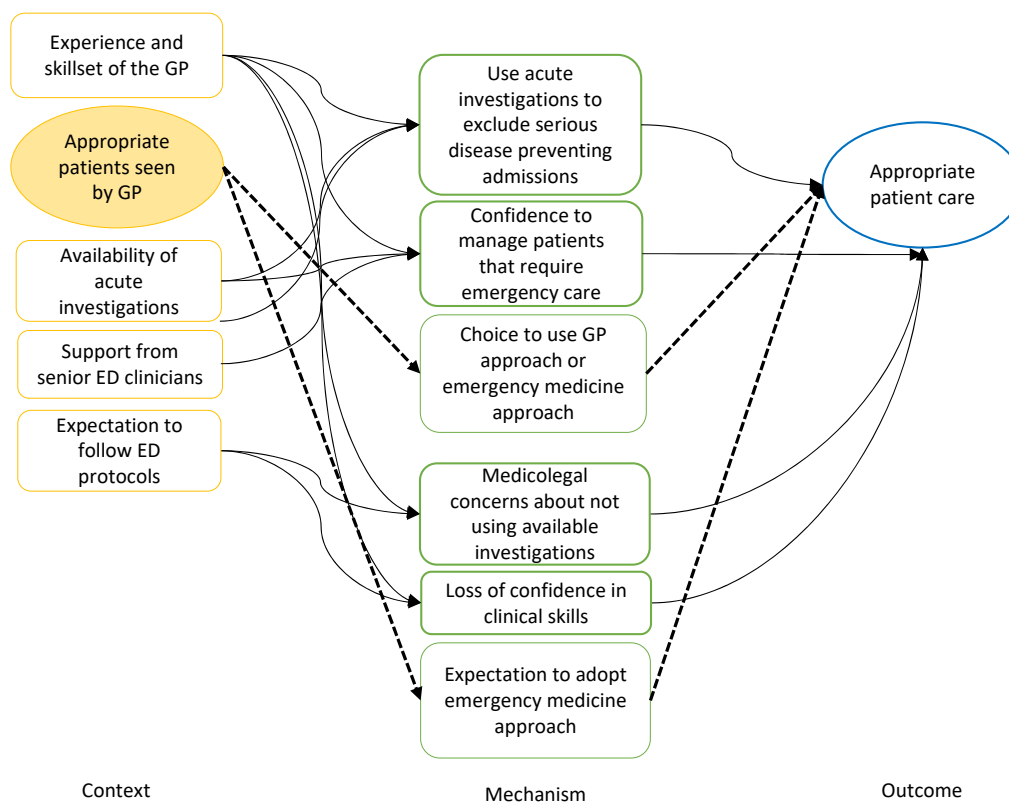 Experience and
skillset of the GP
Appropriate
patients seen
by GP
Availability of
acute
investigations
Support from
senior ED clinicians
Expectation to
follow ED
protocols
Use acute
investigations to
exclude serious
disease preventing
admissions
Confidence to
manage patients
that require
emergency care
Choice to use GP
approach or
emergency medicine
approach
Medicolegal
concerns about not
using available
investigations
Loss of confidence in
clinical skills
Expectation to adopt
emergency medicine
approach
Appropriate
patient care
Context
Mechanism
Outcome